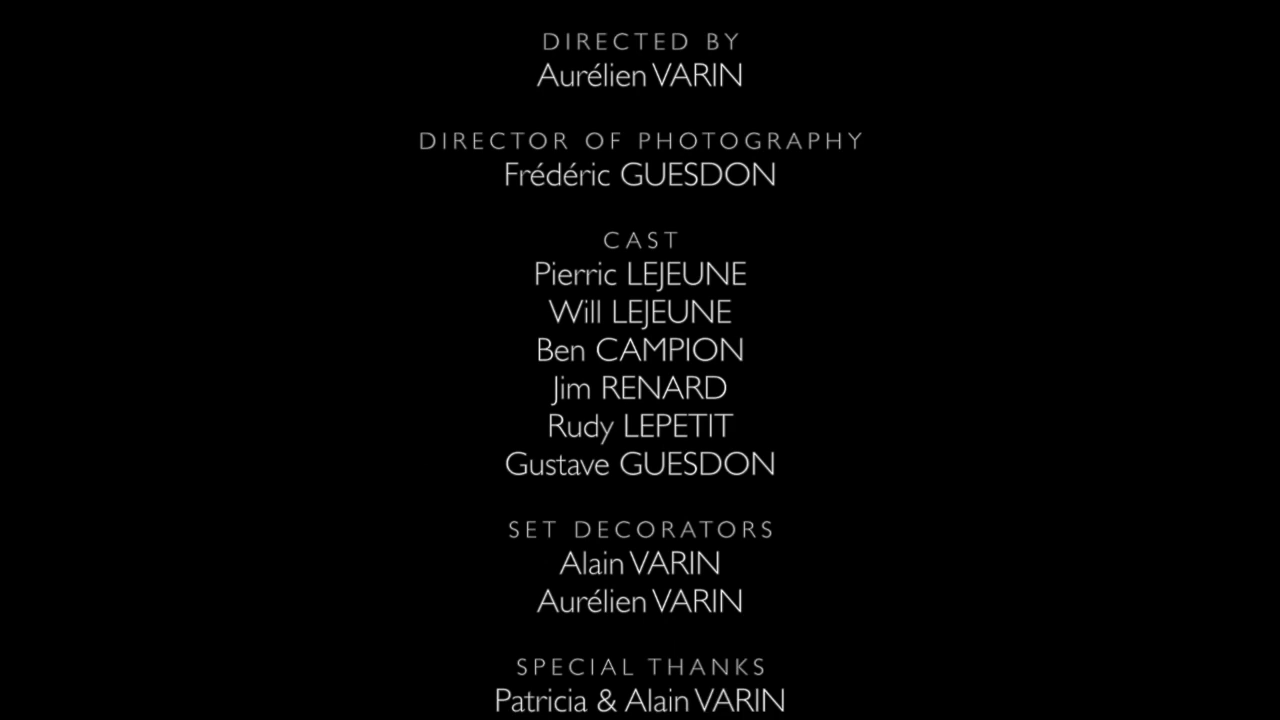 DIRECTED BY
Aurélien VARIN
DIRECTOR OF PHOTOGRAPHY
Frédéric GUESDON
CAST
Pierric LEJEUNE
Will LEJEUNE
Ben CAMPION
Jim RENARD
Rudy LEPETIT
Gustave GUESDON
SET DECORATORS
Alain VARIN
Aurélien VARIN
SPECIAL THANKS
Patricia & Alain VARIN